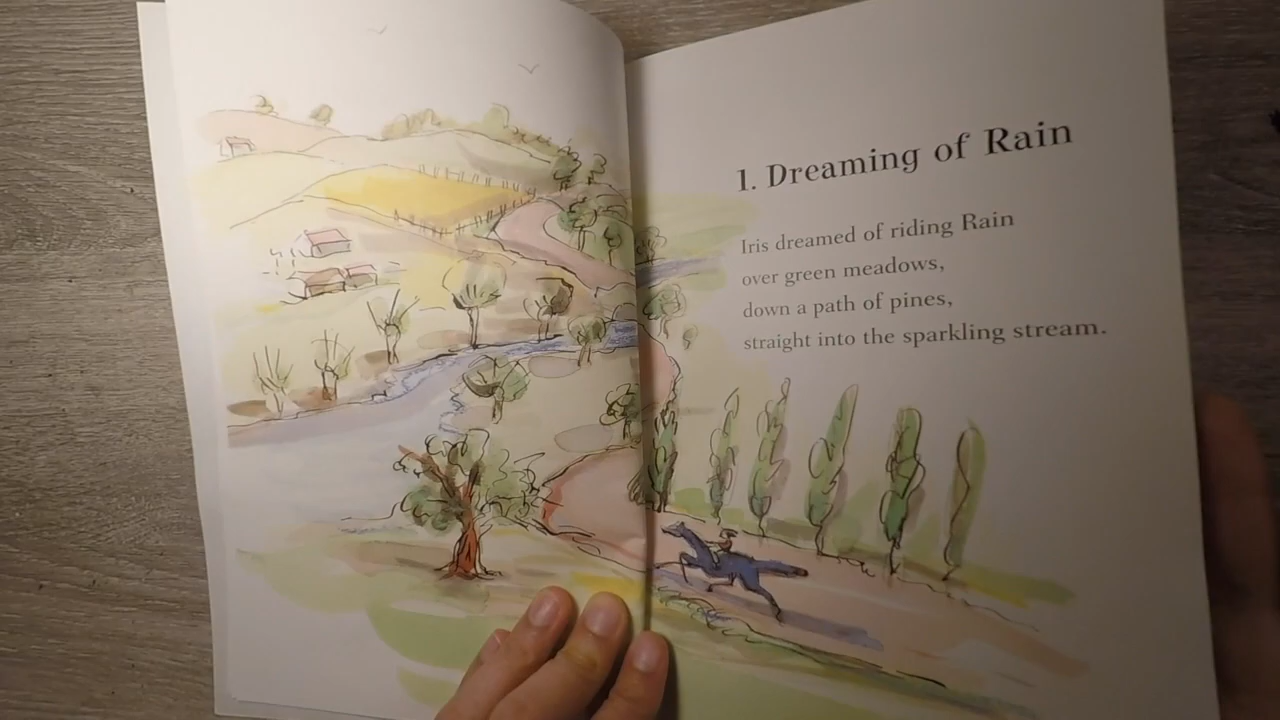 1. Dreaming of Rain
Iris dreamed of riding Rain
over green meadows,
down a path of pines,
straight into the sparkling stream.